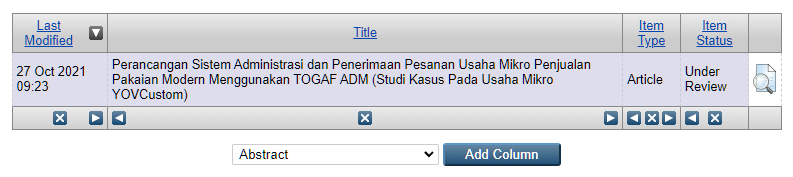 Last Modified
Title
Item Type
Item Status
27 Oct 2021 09:23
Perancangan Sistem Administrasi dan Penerimaan Pesanan Usaha Mikro Penjualan
Pakaian Modern Menggunakan TOGAF ADM (Studi Kasus Pada Usaha Mikro
YOVCustom)
Article
Under Review
Abstract
Add Column